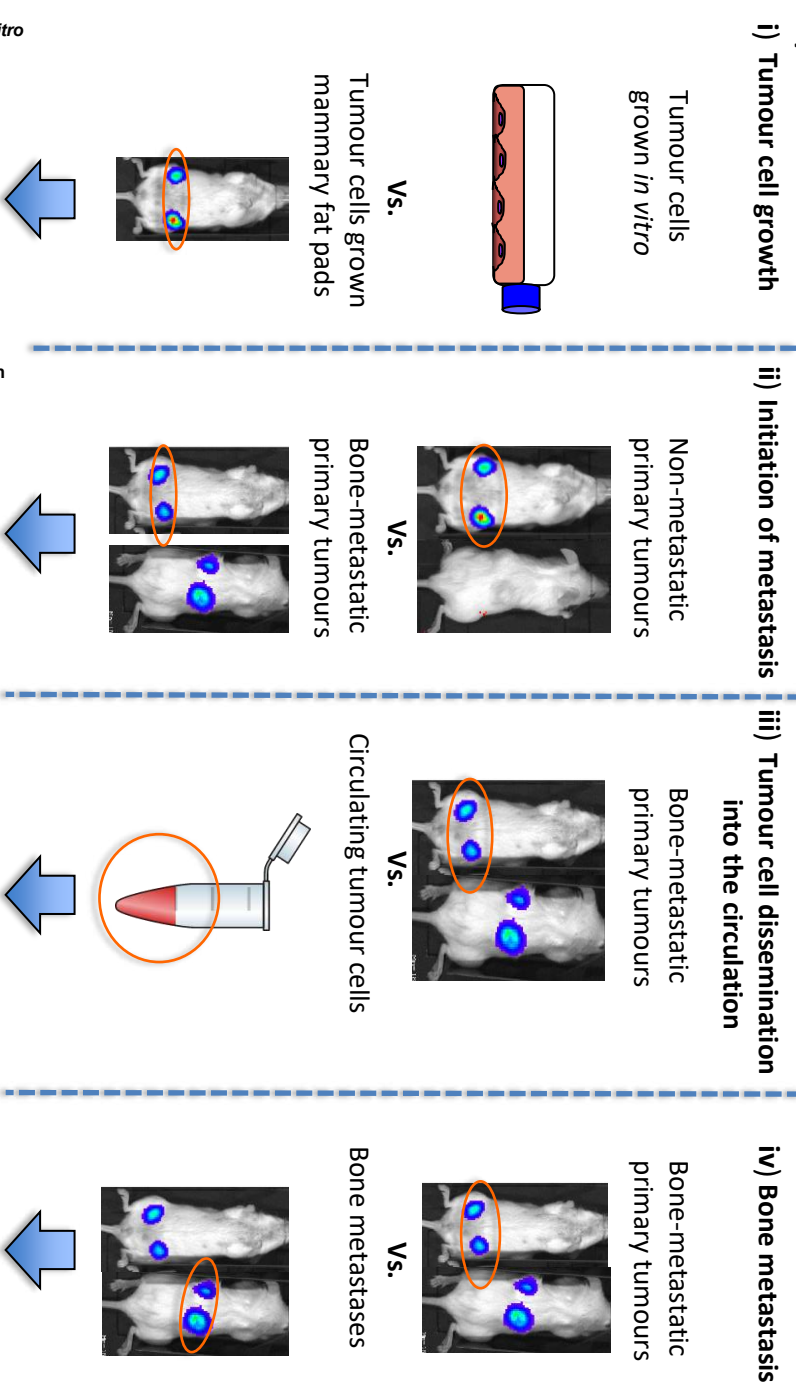 itro
i) Tumour cell growth
Tumour cells
grown in vitro
Vs.
Tumour cells grown
mammary fat pads
n
ii) Initiation of metastasis
Non-metastatic
primary tumours
Vs.
Bone-metastatic
primary tumours
iii) Tumour cell dissemination
into the circulation
Bone-metastatic
primary tumours
Vs.
Circulating tumour cells
iv) Bone metastasis
Bone-metastatic
primary tumours
Vs.
Bone metastases